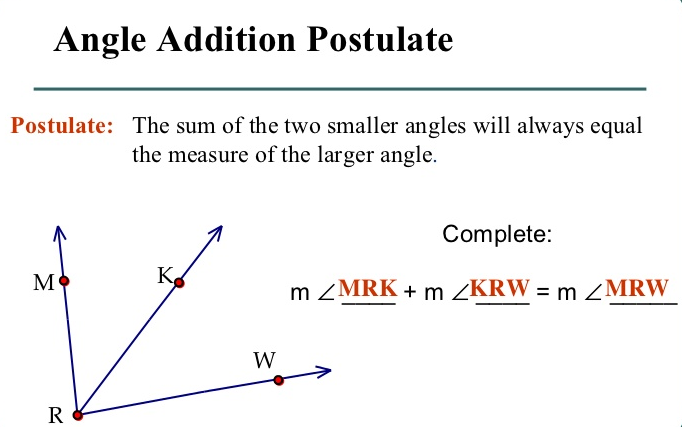 Angle Addition Postulate
Postulate: The sum of the two smaller angles will always equal
the measure of the larger angle.
Complete:
m ∠MRK + m ∠KRW = m ∠MRW
M
K
W
R